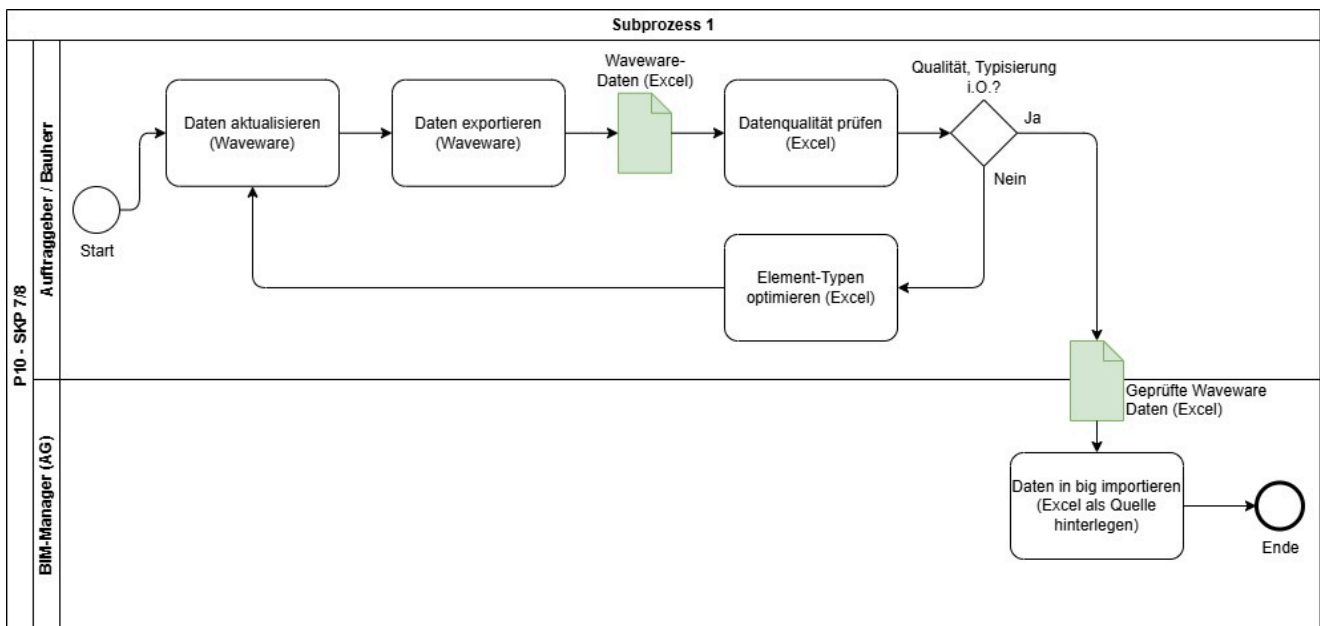 Subprozess 1
P10 - SKP 7/8
Auftraggeber / Bauherr
Start
Daten aktualisieren
(Waveware)
Daten exportieren
(Waveware)
Waveware-
Daten (Excel)
Datenqualität prüfen
(Excel)
Qualität, Typisierung
i.O.?
Ja
Nein
Element-Typen
optimieren (Excel)
Geprüfte Waveware
Daten (Excel)
BIM-Manager (AG)
Daten in big importieren
(Excel als Quelle
hinterlegen)
Ende